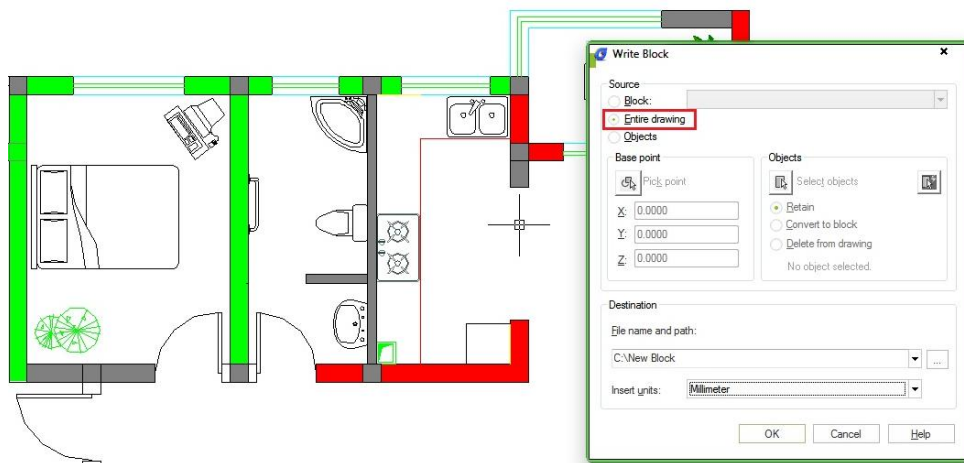 Write Block
Source
Block:
Entire drawing
Objects
Base point
Pick point
X: 0.0000
Y: 0.0000
Z: 0.0000
Objects
Select objects
Retain
Convert to block
Delete from drawing
No object selected.
Destination
File name and path:
C:\New Block
...
Insert units: Millimeter
OK Cancel Help